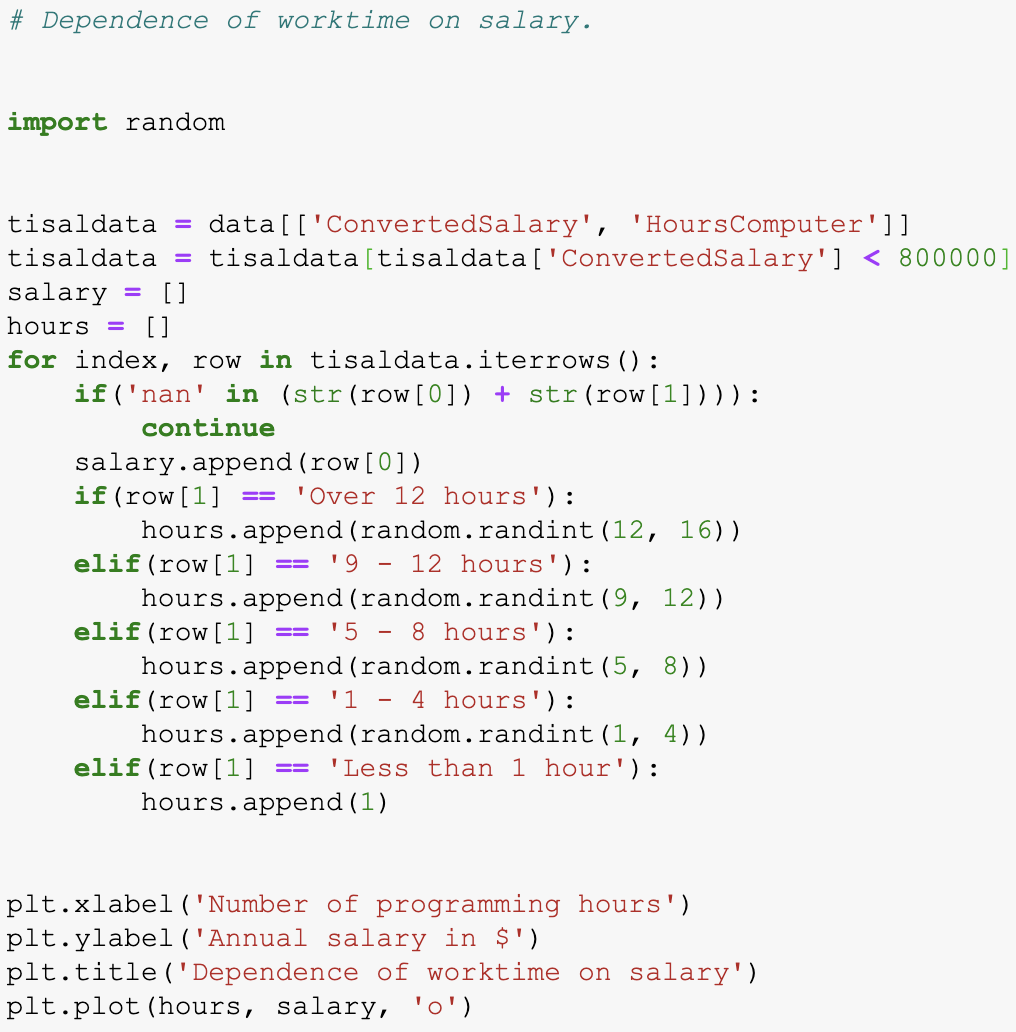 # Dependence of worktime on salary.
import random
tisaldata = data[['ConvertedSalary', 'HoursComputer']]
tisaldata = tisaldata[tisaldata['ConvertedSalary'] < 800000]
salary = []
hours = []
for index, row in tisaldata.iterrows():
    if('nan' in (str(row[0]) + str(row[1]))):
        continue
    salary.append(row[0])
    if(row[1] == 'Over 12 hours'):
        hours.append(random.randint(12, 16))
    elif(row[1] == '9 - 12 hours'):
        hours.append(random.randint(9, 12))
    elif(row[1] == '5 - 8 hours'):
        hours.append(random.randint(5, 8))
    elif(row[1] == '1 - 4 hours'):
        hours.append(random.randint(1, 4))
    elif(row[1] == 'Less than 1 hour'):
        hours.append(1)
plt.xlabel('Number of programming hours')
plt.ylabel('Annual salary in $')
plt.title('Dependence of worktime on salary')
plt.plot(hours, salary, 'o')